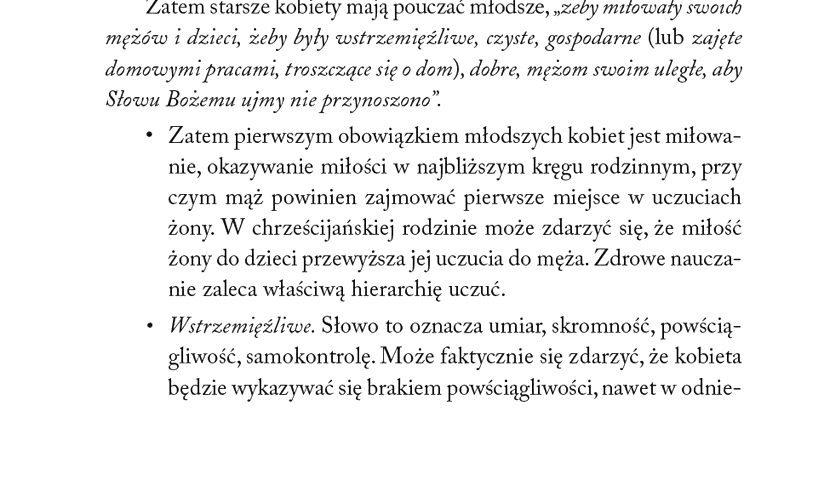 Zatem starsze kobiety mają pouczać młodsze, „żeby miłowały swoich
mężów i dzieci, żeby były wstrzemięźliwe, czyste, gospodarne (lub zajęte
domowymi pracami, troszczące się o dom), dobre, mężom swoim uległe, aby
Słowu Bożemu ujmy nie przynoszono”.
• Zatem pierwszym obowiązkiem młodszych kobiet jest miłowa-
nie, okazywanie miłości w najbliższym kręgu rodzinnym, przy
czym mąż powinien zajmować pierwsze miejsce w uczuciach
żony. W chrześcijańskiej rodzinie może zdarzyć się, że miłość
żony do dzieci przewyższa jej uczucia do męża. Zdrowe naucza-
nie zaleca właściwą hierarchię uczuć.
• Wstrzemięźliwe. Słowo to oznacza umiar, skromność, powścią-
gliwość, samokontrolę. Może faktycznie się zdarzyć, że kobieta
będzie wykazywać się brakiem powściągliwości, nawet w odnie-